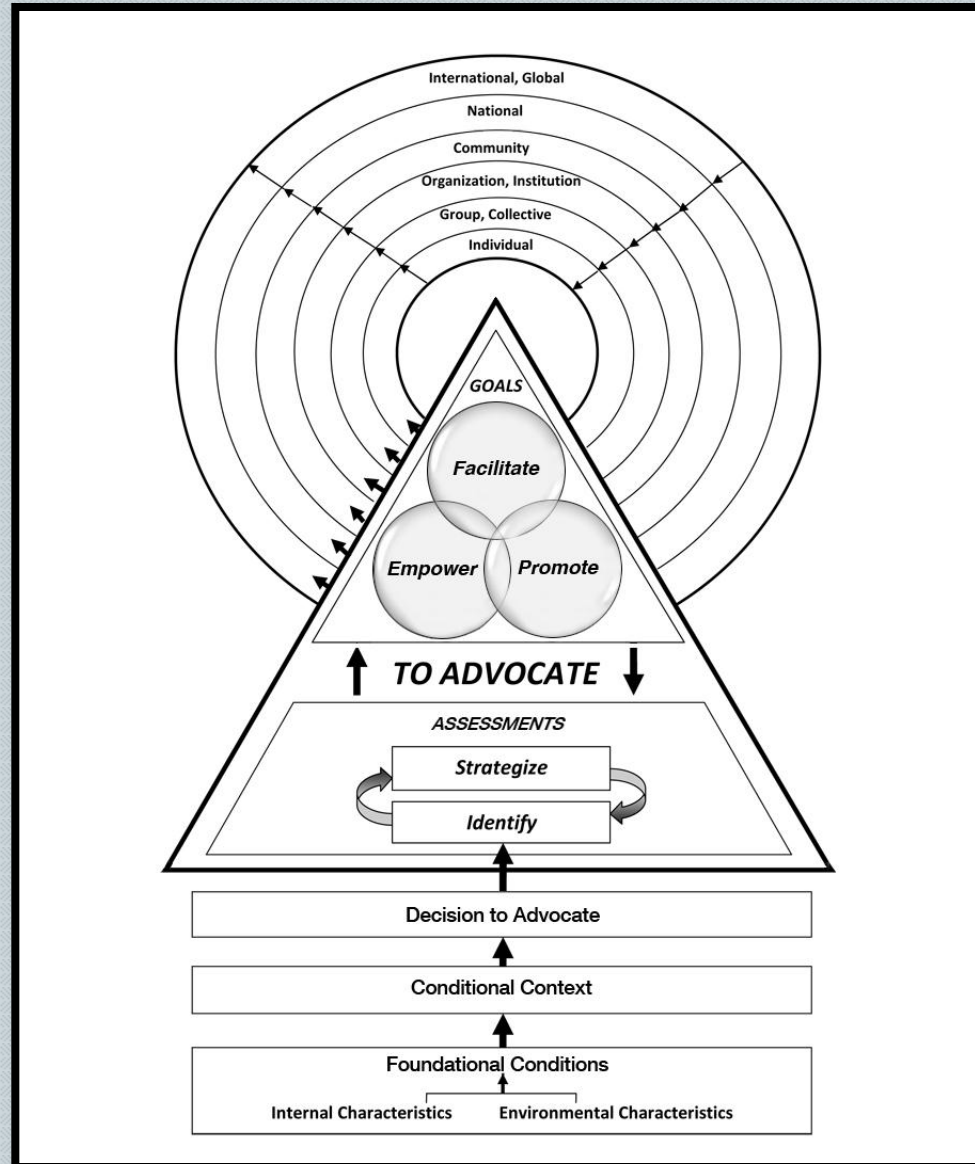 International, Global
National
Community
Organization, Institution
Group, Collective
Individual
GOALS
Facilitate
Empower
Promote
TO ADVOCATE
ASSESSMENTS
Strategize
Identify
Decision to Advocate
Conditional Context
Foundational Conditions
Internal Characteristics
Environmental Characteristics